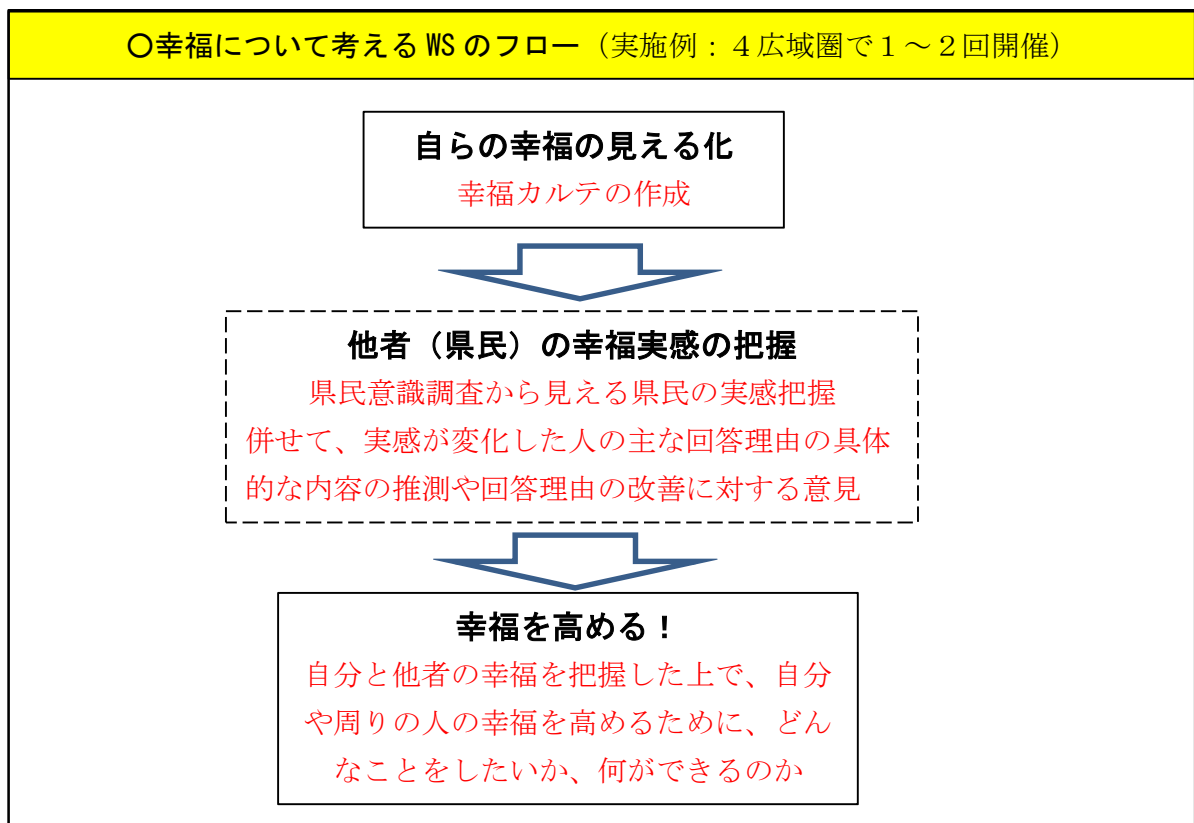 〇幸福について考えるWSのフロー（実施例：４広域圏で１～２回開催）
自らの幸福の見える化
幸福カルテの作成
他者（県民）の幸福実感の把握
県民意識調査から見える県民の実感把握
併せて、実感が変化した人の主な回答理由の具体
的な内容の推測や回答理由の改善に対する意見
幸福を高める！
自分と他者の幸福を把握した上で、自分
や周りの人の幸福を高めるために、どん
なことをしたいか、何ができるのか